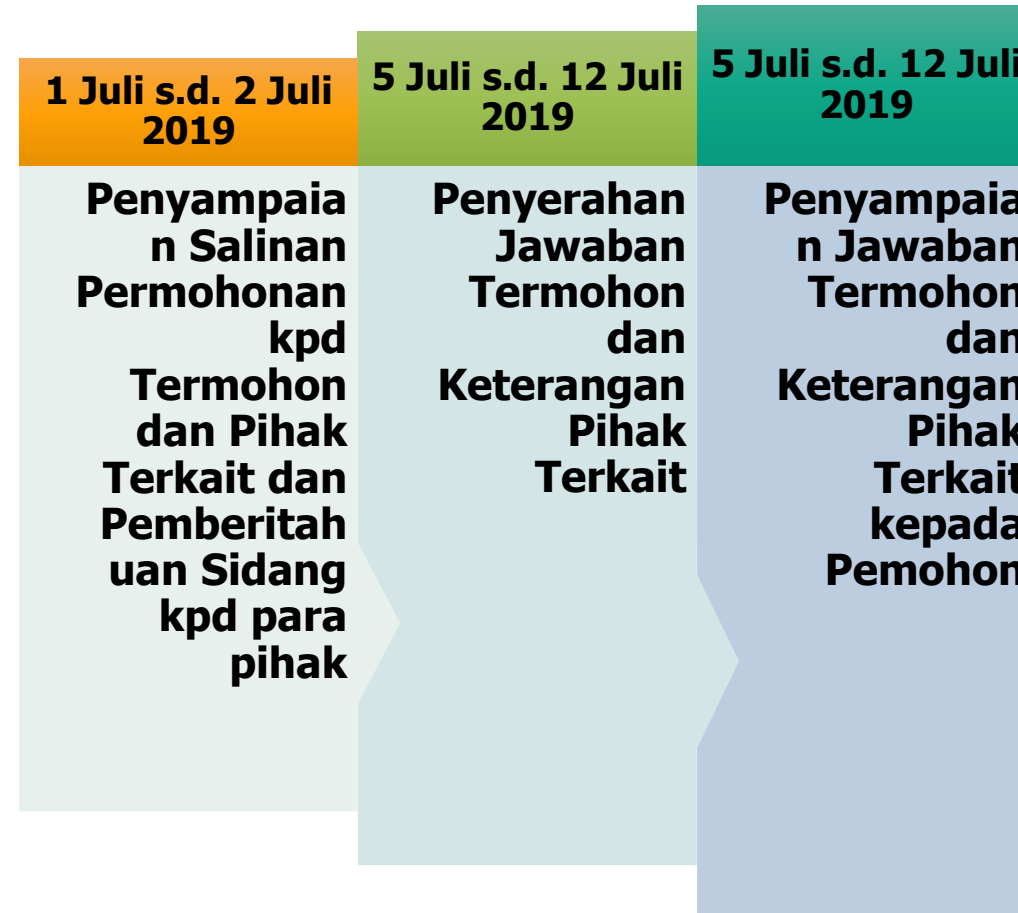 1 Juli s.d. 2 Juli
2019
Penyampaia
n Salinan
Permohonan
kpd
Termohon
dan Pihak
Terkait dan
Pemberitah
uan Sidang
kpd para
pihak
5 Juli s.d. 12 Juli
2019
Penyerahan
Jawaban
Termohon
dan
Keterangan
Pihak
Terkait
5 Juli s.d. 12 Juli
2019
Penyampaia
n Jawaban
Termohon
dan
Keterangan
Pihak
Terkait
kepada
Pemohon